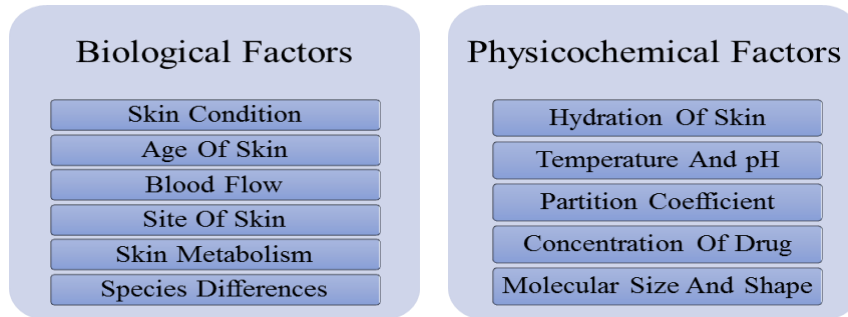 Biological Factors
Skin Condition
Age Of Skin
Blood Flow
Site Of Skin
Skin Metabolism
Species Differences
Physicochemical Factors
Hydration Of Skin
Temperature And pH
Partition Coefficient
Concentration Of Drug
Molecular Size And Shape